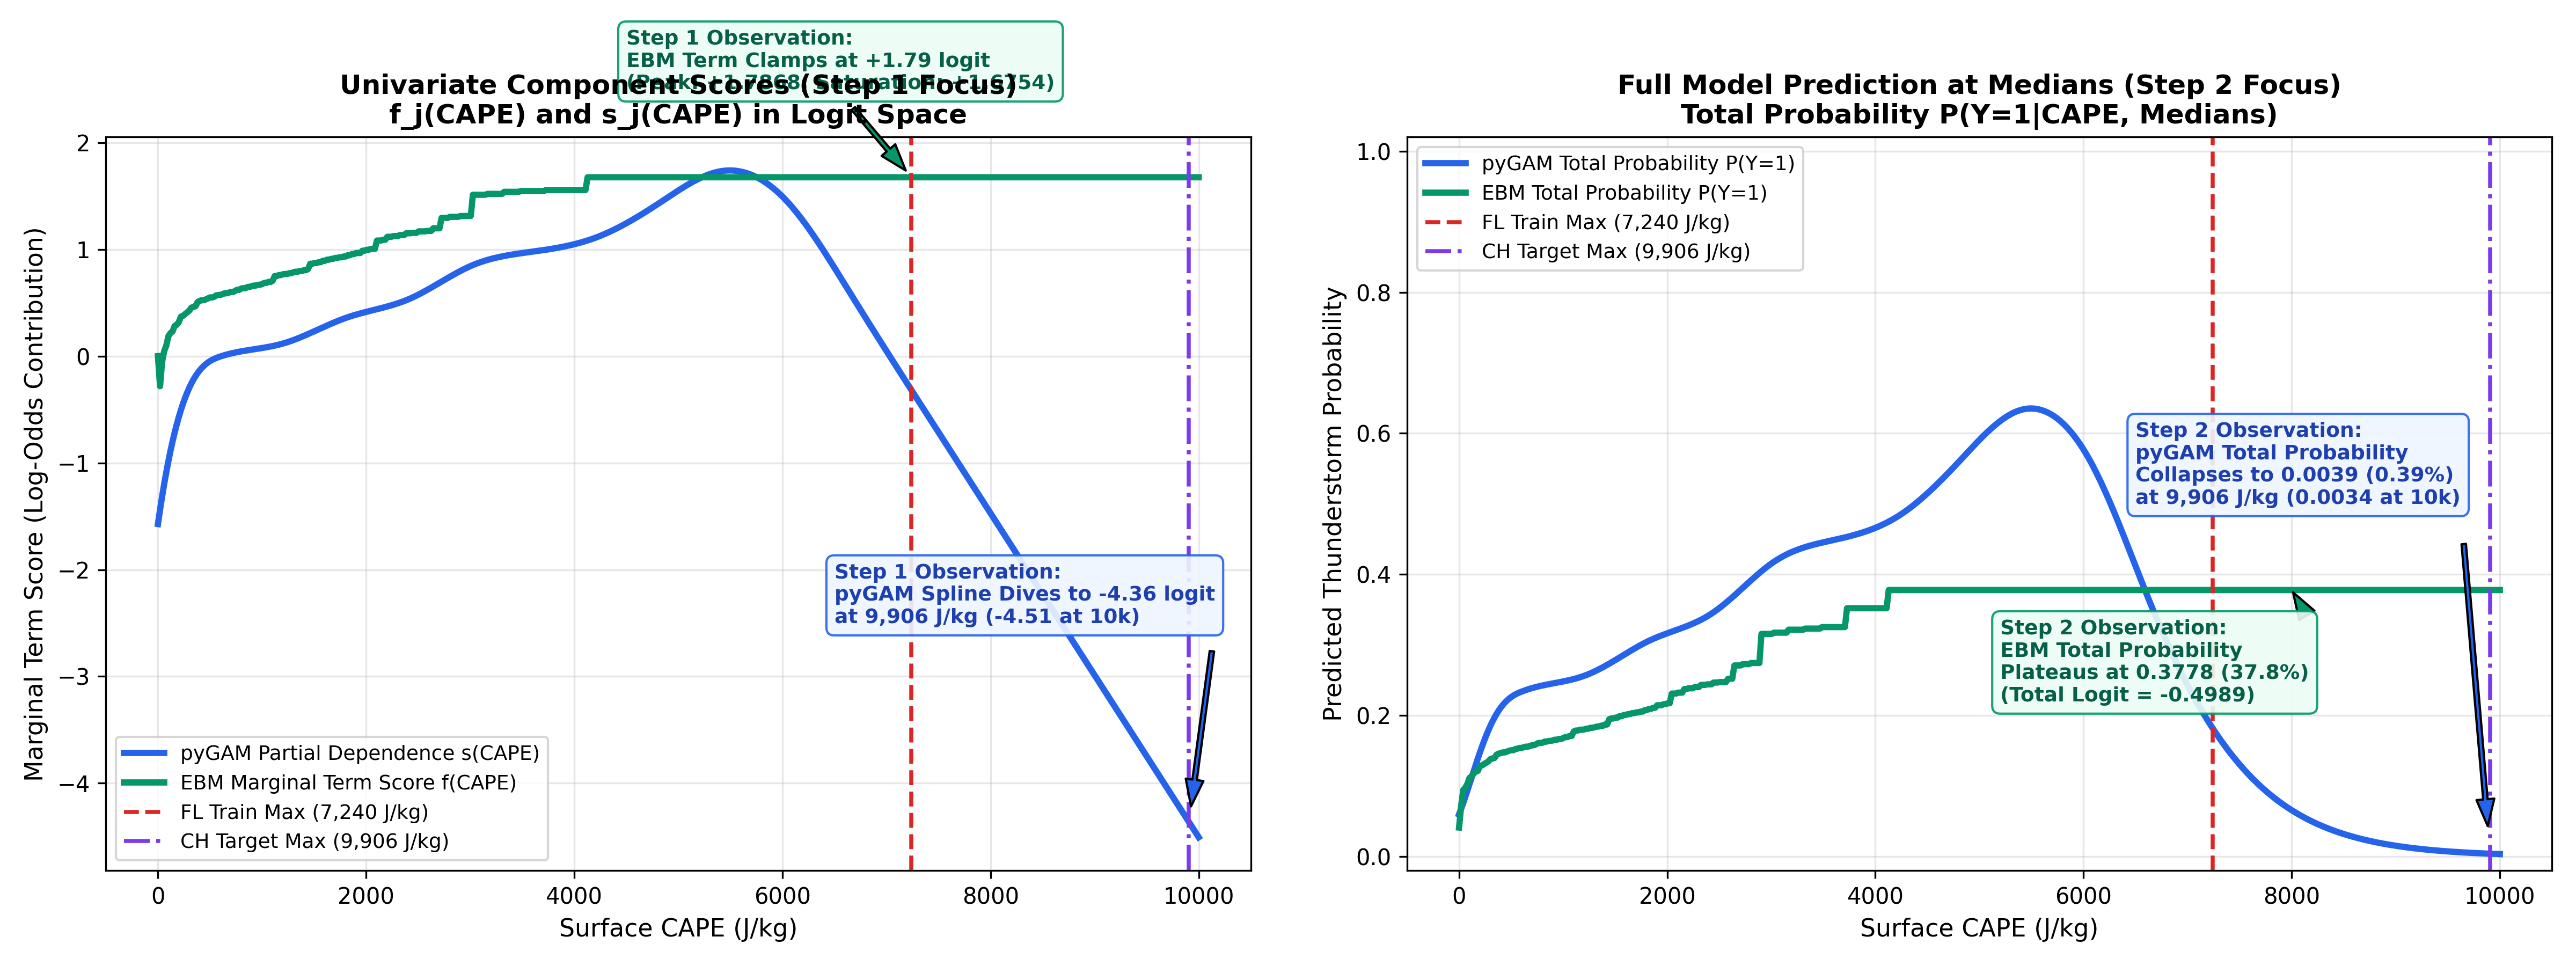 Step 1 Observation:
EBM Term Clamps at +1.79 logit
(Peak: +1.7868, Saturation: +1.6754)
Univariate Component Scores (Step 1 Focus)
f_j(CAPE) and s_j(CAPE) in Logit Space
Marginal Term Score (Log-Odds Contribution)
2
1
0
−1
−2
−3
−4
Step 1 Observation:
pyGAM Spline Dives to -4.36 logit
at 9,906 J/kg (-4.51 at 10k)
pyGAM Partial Dependence s(CAPE)
EBM Marginal Term Score f(CAPE)
FL Train Max (7,240 J/kg)
CH Target Max (9,906 J/kg)
0
2000
4000
6000
8000
10000
Surface CAPE (J/kg)
Full Model Prediction at Medians (Step 2 Focus)
Total Probability P(Y=1|CAPE, Medians)
Predicted Thunderstorm Probability
1.0
0.8
0.6
0.4
0.2
0.0
pyGAM Total Probability P(Y=1)
EBM Total Probability P(Y=1)
FL Train Max (7,240 J/kg)
CH Target Max (9,906 J/kg)
Step 2 Observation:
pyGAM Total Probability
Collapses to 0.0039 (0.39%)
at 9,906 J/kg (0.0034 at 10k)
Step 2 Observation:
EBM Total Probability
Plateaus at 0.3778 (37.8%)
(Total Logit = -0.4989)
0
2000
4000
6000
8000
10000
Surface CAPE (J/kg)